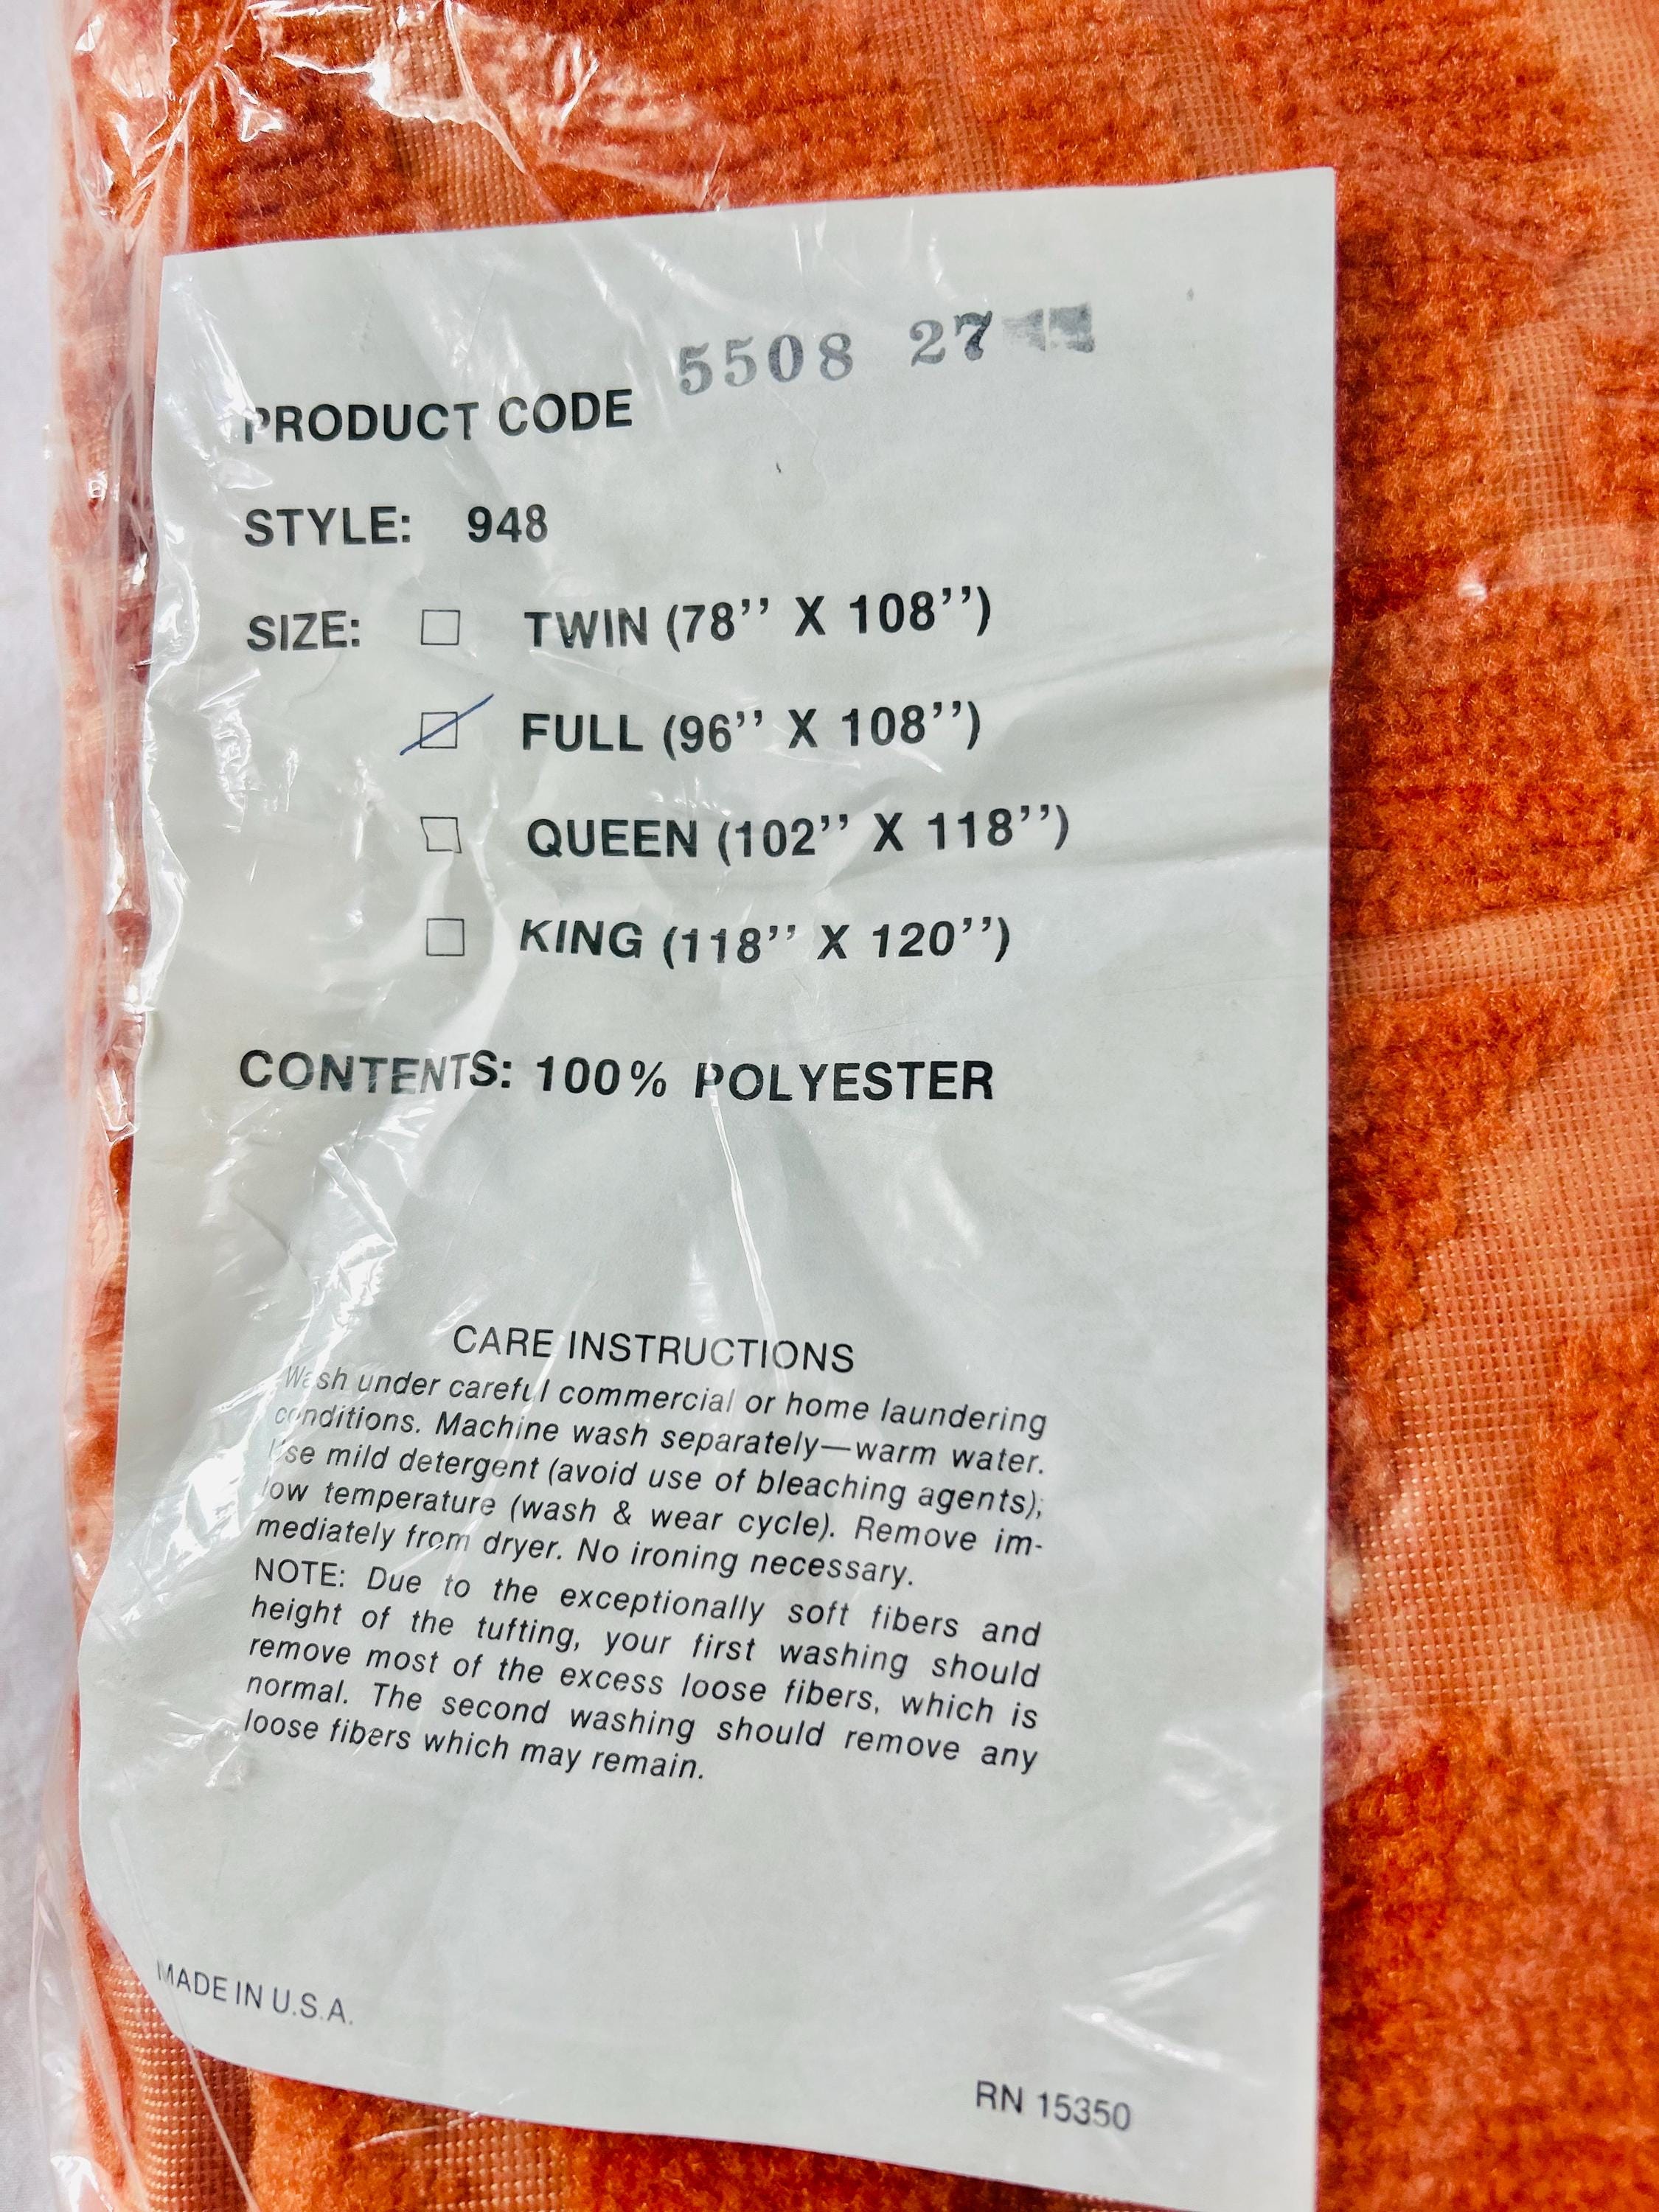 5508 27
PRODUCT CODE
STYLE: 948
SIZE: ☐ TWIN (78’’ X 108’’)
☑ FULL (96’’ X 108’’)
☐ QUEEN (102’’ X 118’’)
☐ KING (118’’ X 120’’)
CONTENTS: 100% POLYESTER
CARE INSTRUCTIONS
Wash under careful commercial or home laundering
conditions. Machine wash separately—warm water.
Use mild detergent (avoid use of bleaching agents);
low temperature (wash & wear cycle). Remove im-
mediately from dryer. No ironing necessary.
NOTE: Due to the exceptionally soft fibers and
height of the tufting, your first washing should
remove most of the excess loose fibers, which is
normal. The second washing should remove any
loose fibers which may remain.
MADE IN U.S.A.
RN 15350